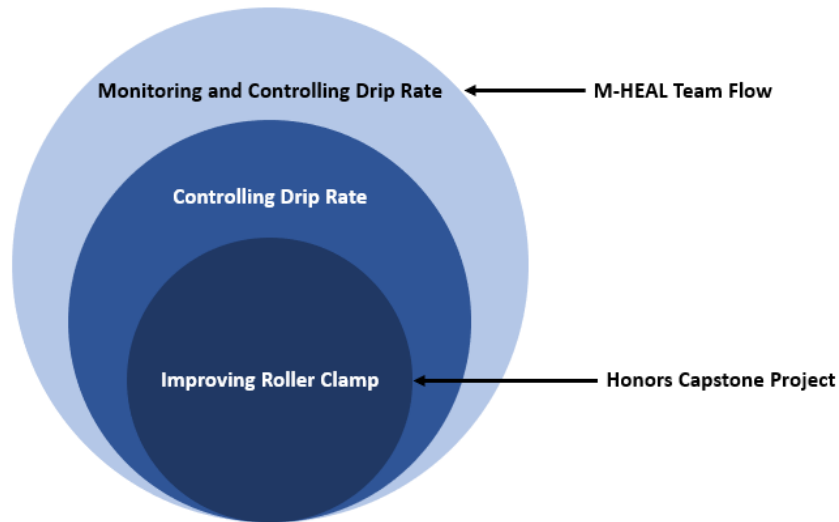 Monitoring and Controlling Drip Rate
M-HEAL Team Flow
Controlling Drip Rate
Improving Roller Clamp
Honors Capstone Project